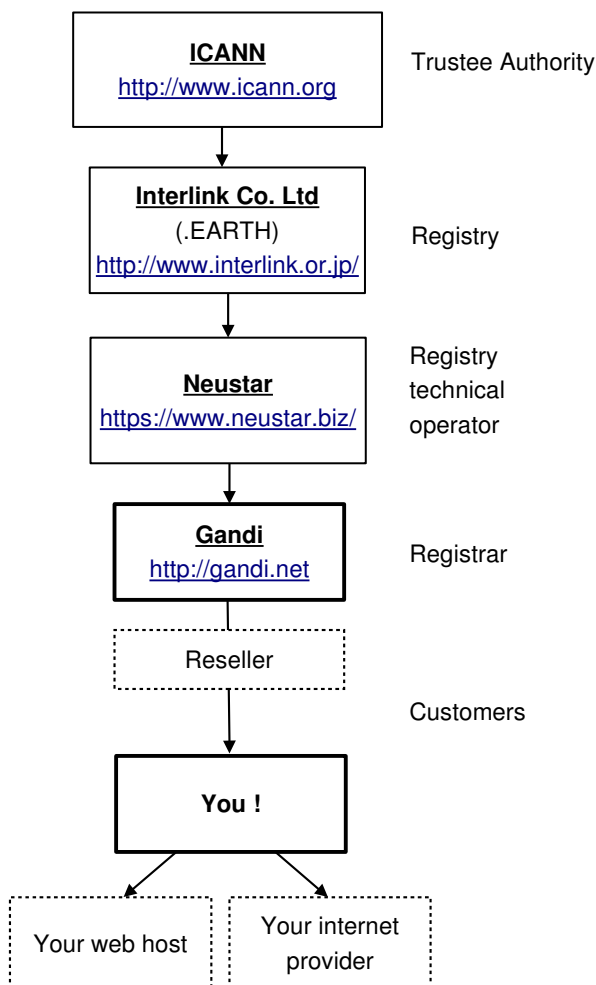 ICANN
http://www.icann.org
Trustee Authority
Interlink Co. Ltd
(.EARTH)
http://www.interlink.or.jp/
Registry
Neustar
https://www.neustar.biz/
Registry
technical
operator
Gandi
http://gandi.net
Registrar
Reseller
Customers
You !
Your web host
Your internet
provider